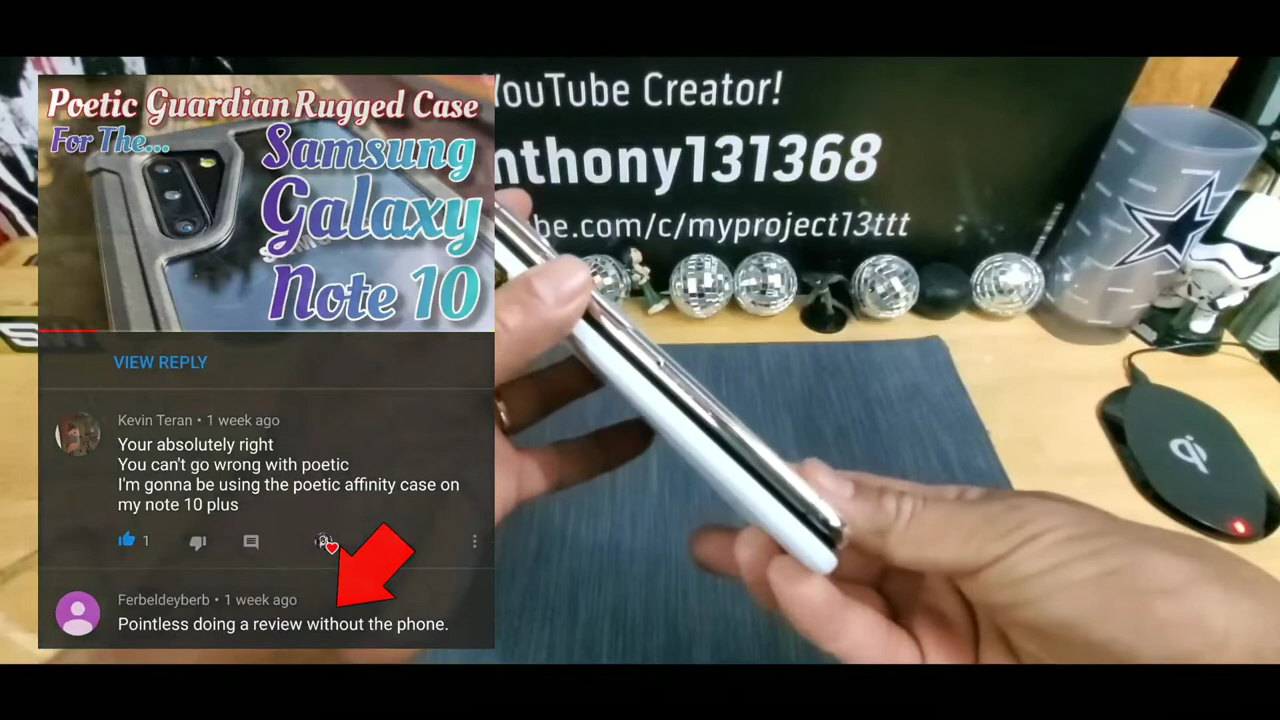 Poetic Guardian Rugged Case
For The...
Samsung
Galaxy
Note 10
VIEW REPLY
Kevin Teran • 1 week ago
Your absolutely right
You can't go wrong with poetic
I'm gonna be using the poetic affinity case on
my note 10 plus
1
Ferbeldeyberb • 1 week ago
Pointless doing a review without the phone.
YouTube Creator!
nthony131368
be.com/c/myproject13ttt